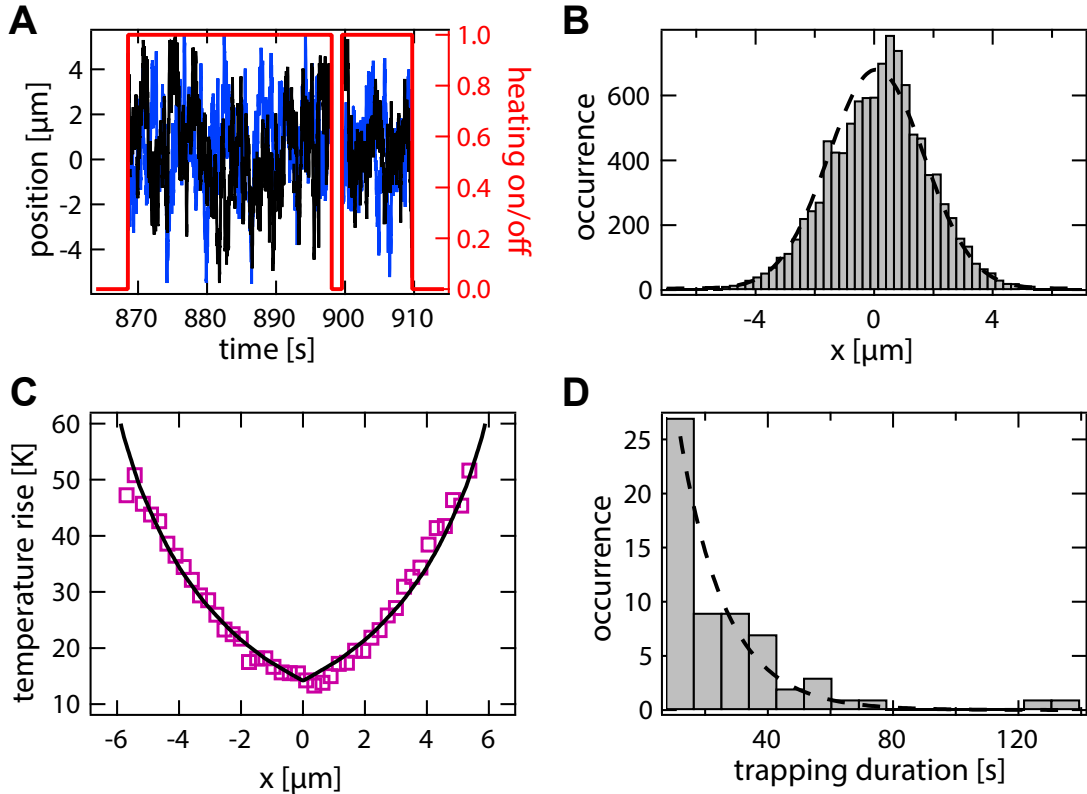 A
position [μm]
4
2
0
-2
-4
870 880 890 900 910
time [s]
1.0
0.8
0.6
0.4
0.2
0.0
heating on/off
B
occurrence
600
400
200
0
-4 0 4
x [μm]
C
temperature rise [K]
60
50
40
30
20
10
-6 -4 -2 0 2 4 6
x [μm]
D
occurrence
25
20
15
10
5
0
40 80 120
trapping duration [s]